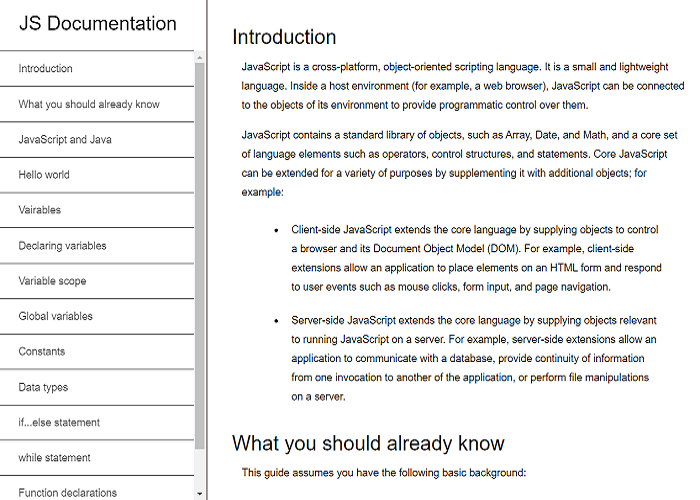 JS Documentation
Introduction
What you should already know
JavaScript and Java
Hello world
Vairables
Declaring variables
Variable scope
Global variables
Constants
Data types
if...else statement
while statement
Function declarations
Introduction
JavaScript is a cross-platform, object-oriented scripting language. It is a small and lightweight
language. Inside a host environment (for example, a web browser), JavaScript can be connected
to the objects of its environment to provide programmatic control over them.
JavaScript contains a standard library of objects, such as Array, Date, and Math, and a core set
of language elements such as operators, control structures, and statements. Core JavaScript
can be extended for a variety of purposes by supplementing it with additional objects; for
example:
• Client-side JavaScript extends the core language by supplying objects to control
a browser and its Document Object Model (DOM). For example, client-side
extensions allow an application to place elements on an HTML form and respond
to user events such as mouse clicks, form input, and page navigation.
• Server-side JavaScript extends the core language by supplying objects relevant
to running JavaScript on a server. For example, server-side extensions allow an
application to communicate with a database, provide continuity of information
from one invocation to another of the application, or perform file manipulations
on a server.
What you should already know
This guide assumes you have the following basic background: